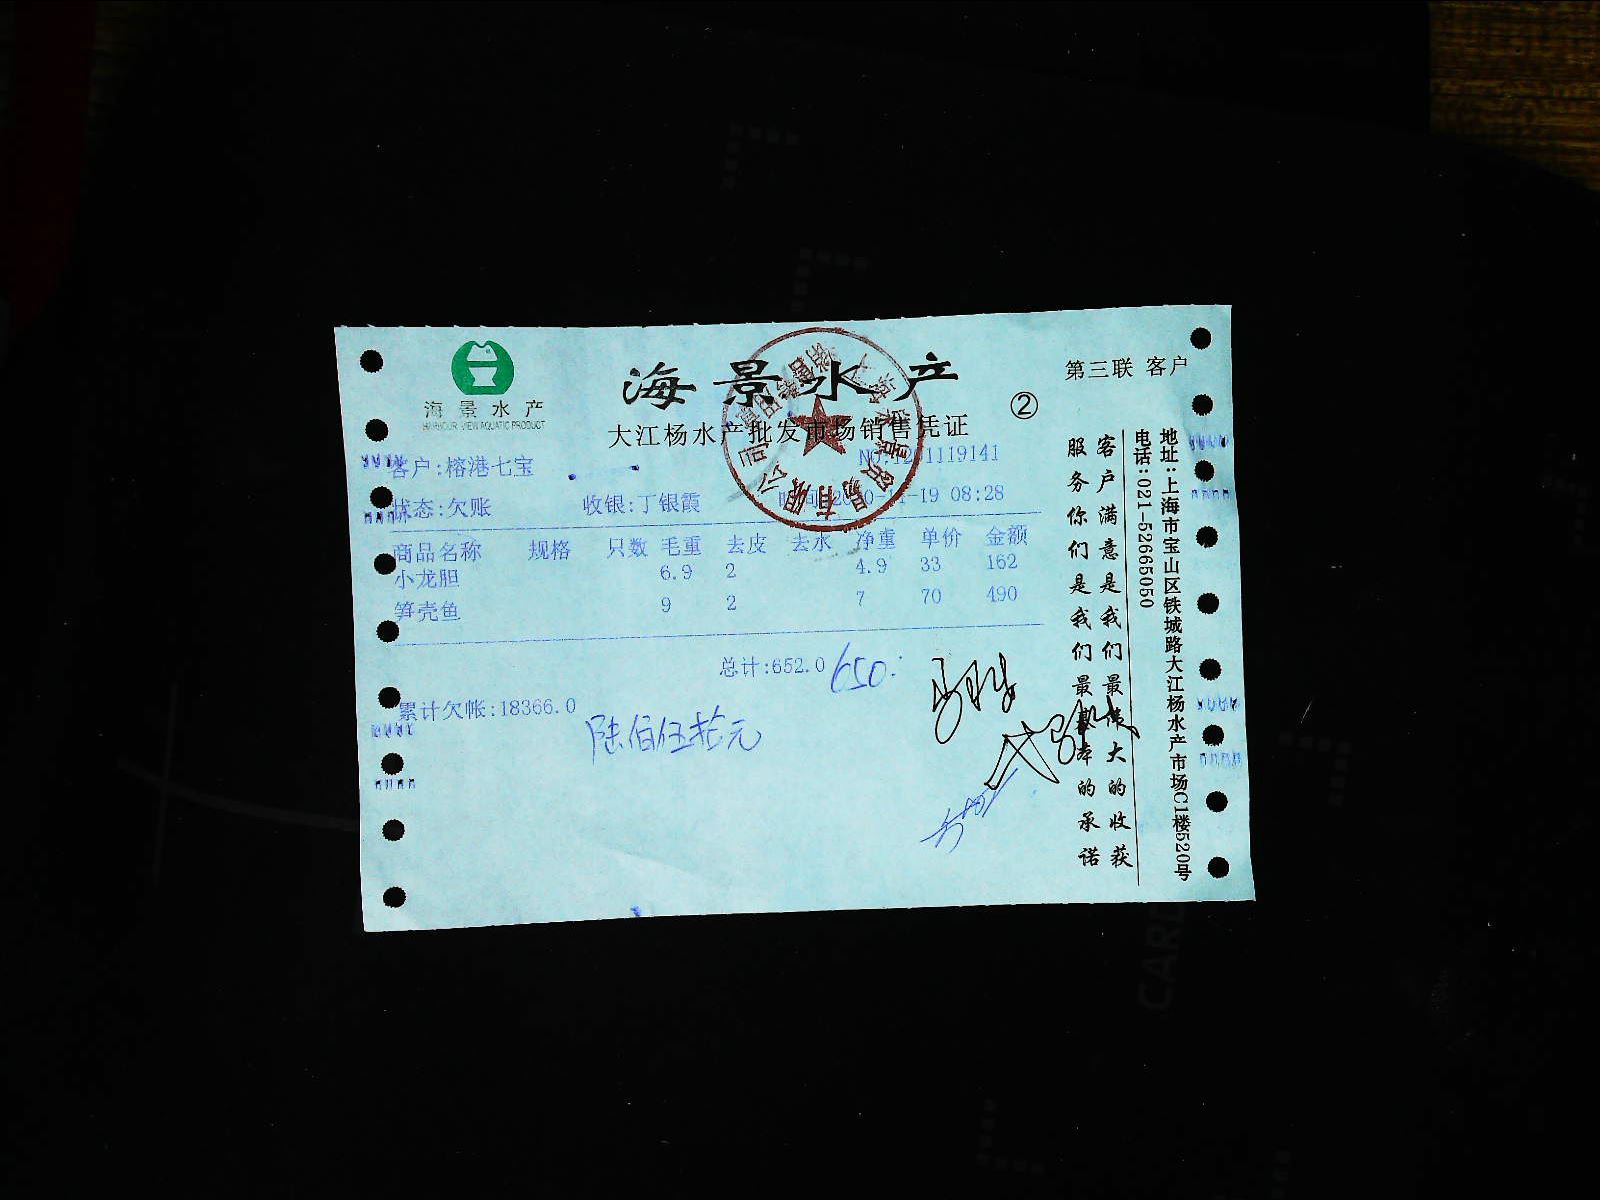 海景水产
HARBOUR VIEW AQUATIC PRODUCT
海景水产
大江杨水产批发市场销售凭证
②
第三联 客户
客户:榕港七宝
状态:欠账 收银:丁银霞 19 08:28
商品名称 规格 只数 毛重 去皮 去水 净重 单价 金额
小龙胆 6.9 2 4.9 33 162
笋壳鱼 9 2 7 70 490
总计:652.0 650.
累计欠帐:18366.0
陆佰伍拾元
客户满意是我们最伟大的收获
服务你们是我们最基本的承诺
地址:上海市宝山区铁城路大江杨水产市场C1楼520号
电话:021-52665050